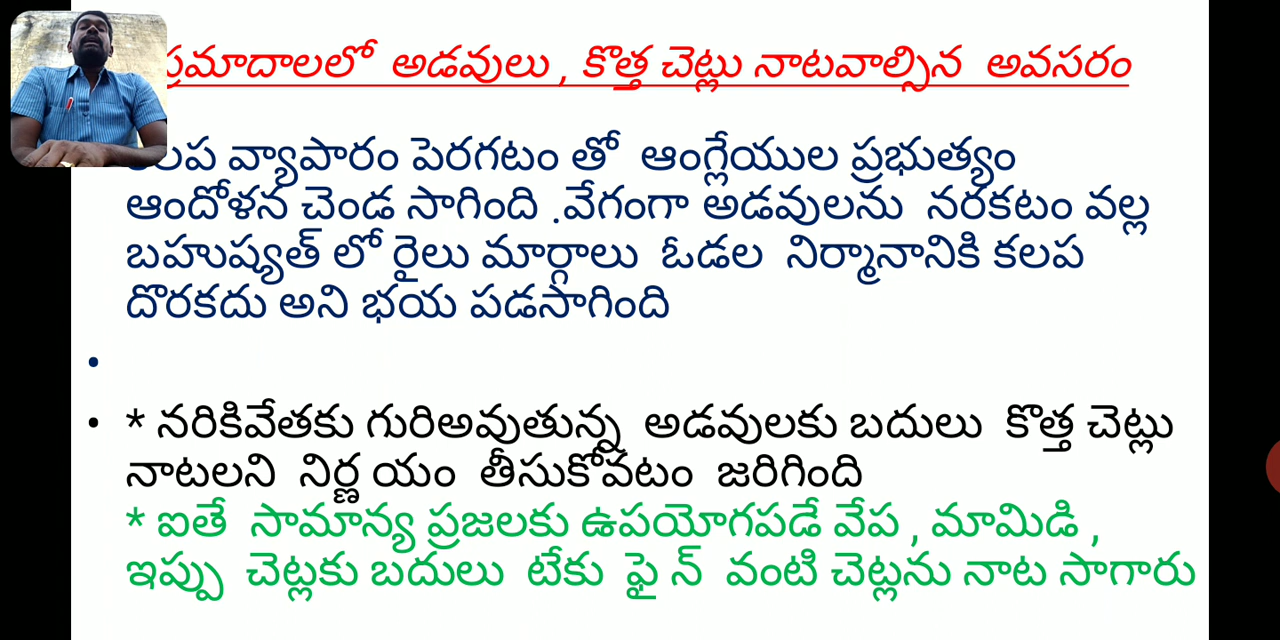 ప్రమాదాలలో అడవులు , కొత్త చెట్లు నాటవాల్సిన అవసరం
వ్యాపారం పెరగటం తో ఆంగ్లేయుల ప్రభుత్యం
ఆందోళన చెండ సాగింది .వేగంగా అడవులను నరకటం వల్ల
బహుష్యత్ లో రైలు మార్గాలు ఓడల నిర్మానానికి కలప
దొరకదు అని భయ పడసాగింది
•
• * నరికివేతకు గురిఅవుతున్న అడవులకు బదులు కొత్త చెట్లు
నాటలని నిర్ణ యం తీసుకోవటం జరిగింది
* ఐతే సామాన్య ప్రజలకు ఉపయోగపడే వేప , మామిడి ,
ఇప్పు చెట్లకు బదులు టేకు ఫై న్ వంటి చెట్లను నాట సాగారు